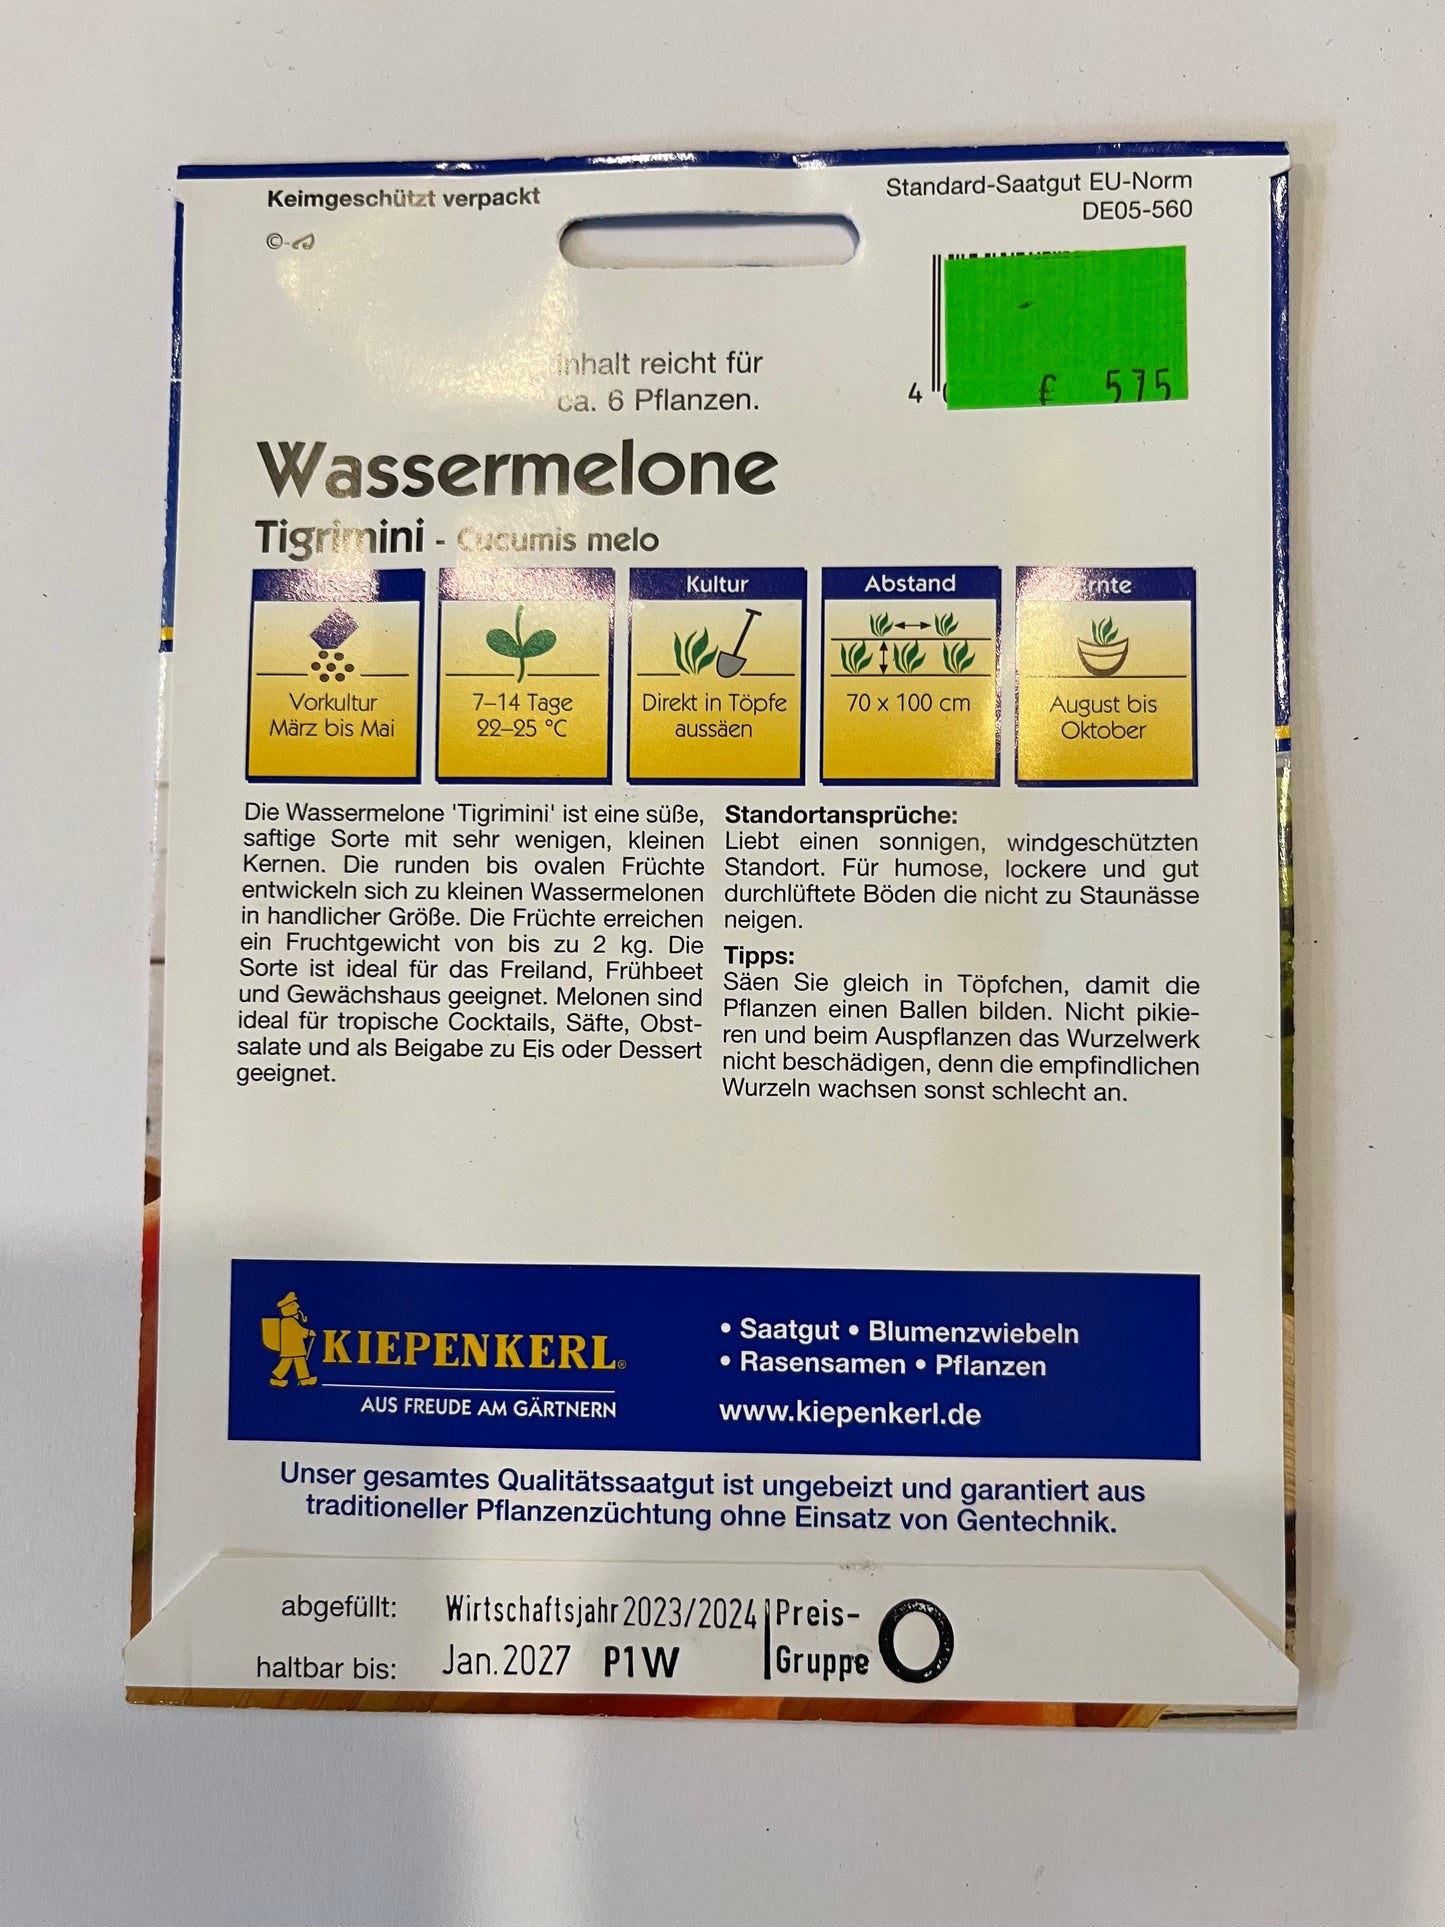 Keimgeschützt verpackt
Standard-Saatgut EU-Norm
DE05-560
©
4
€ 575
Inhalt reicht für
ca. 6 Pflanzen.
Wassermelone
Tigrimini - Cucumis melo
Kultur
Abstand
Ernte
Vorkultur
März bis Mai
7–14 Tage
22–25 °C
Direkt in Töpfe
aussäen
70 x 100 cm
August bis
Oktober
Die Wassermelone 'Tigrimini' ist eine süße,
saftige Sorte mit sehr wenigen, kleinen
Kernen. Die runden bis ovalen Früchte
entwickeln sich zu kleinen Wassermelonen
in handlicher Größe. Die Früchte erreichen
ein Fruchtgewicht von bis zu 2 kg. Die
Sorte ist ideal für das Freiland, Frühbeet
und Gewächshaus geeignet. Melonen sind
ideal für tropische Cocktails, Säfte, Obst-
salate und als Beigabe zu Eis oder Dessert
geeignet.
Standortansprüche:
Liebt einen sonnigen, windgeschützten
Standort. Für humose, lockere und gut
durchlüftete Böden die nicht zu Staunässe
neigen.
Tipps:
Säen Sie gleich in Töpfchen, damit die
Pflanzen einen Ballen bilden. Nicht pikie-
ren und beim Auspflanzen das Wurzelwerk
nicht beschädigen, denn die empfindlichen
Wurzeln wachsen sonst schlecht an.
KIEPENKERL®
AUS FREUDE AM GÄRTNERN
• Saatgut • Blumenzwiebeln
• Rasensamen • Pflanzen
www.kiepenkerl.de
Unser gesamtes Qualitätssaatgut ist ungebeizt und garantiert aus
traditioneller Pflanzenzüchtung ohne Einsatz von Gentechnik.
abgefüllt: Wirtschaftsjahr 2023/2024 Preis-
haltbar bis: Jan.2027 P1W Gruppe O